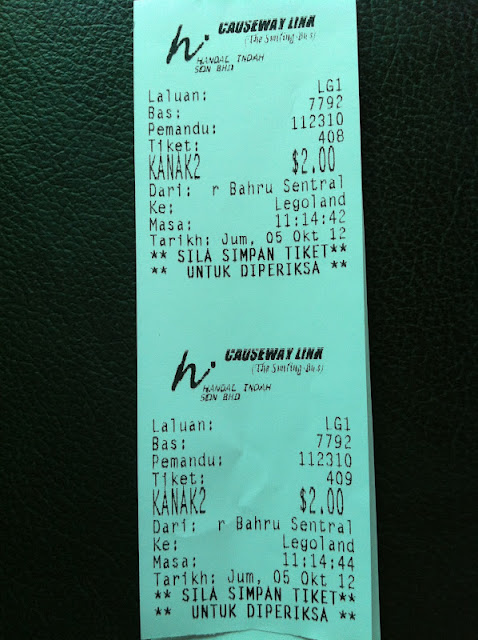 h. CAUSEWAY LINK
(The Smiling Bus)
HANDAL INDAH
SDN BHD
Laluan: LG1
Bas: 7792
Pemandu: 112310
Tiket: 408
KANAK2 $2.00
Dari: r Bahru Sentral
Ke: Legoland
Masa: 11:14:42
Tarikh: Jum, 05 Okt 12
** SILA SIMPAN TIKET**
** UNTUK DIPERIKSA **
h. CAUSEWAY LINK
(The Smiling Bus)
HANDAL INDAH
SDN BHD
Laluan: LG1
Bas: 7792
Pemandu: 112310
Tiket: 409
KANAK2 $2.00
Dari: r Bahru Sentral
Ke: Legoland
Masa: 11:14:44
Tarikh: Jum, 05 Okt 12
** SILA SIMPAN TIKET**
** UNTUK DIPERIKSA **